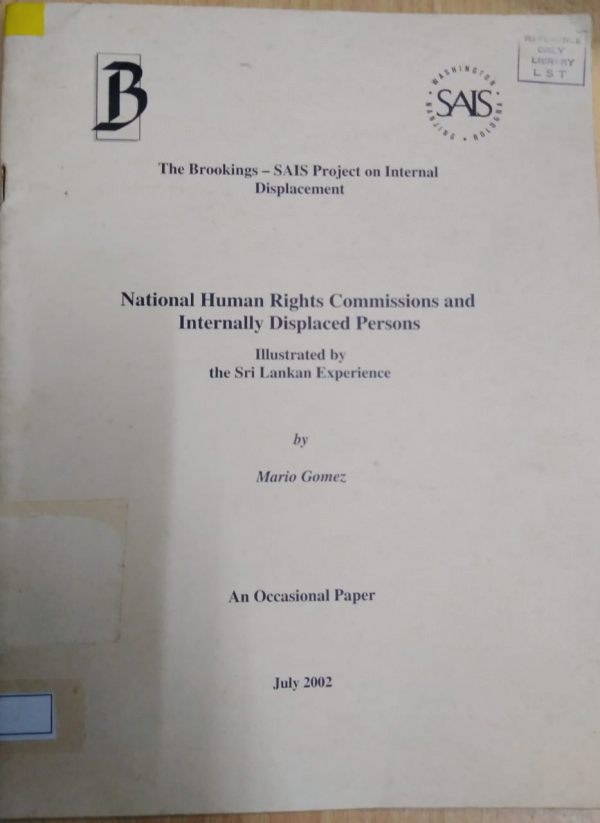 B
REFERENCE
ONLY
LIBRARY
L S T
WASHINGTON • BOLOGNA • NANJING •
SAIS
The Brookings – SAIS Project on Internal
Displacement
National Human Rights Commissions and
Internally Displaced Persons
Illustrated by
the Sri Lankan Experience
by
Mario Gomez
An Occasional Paper
July 2002